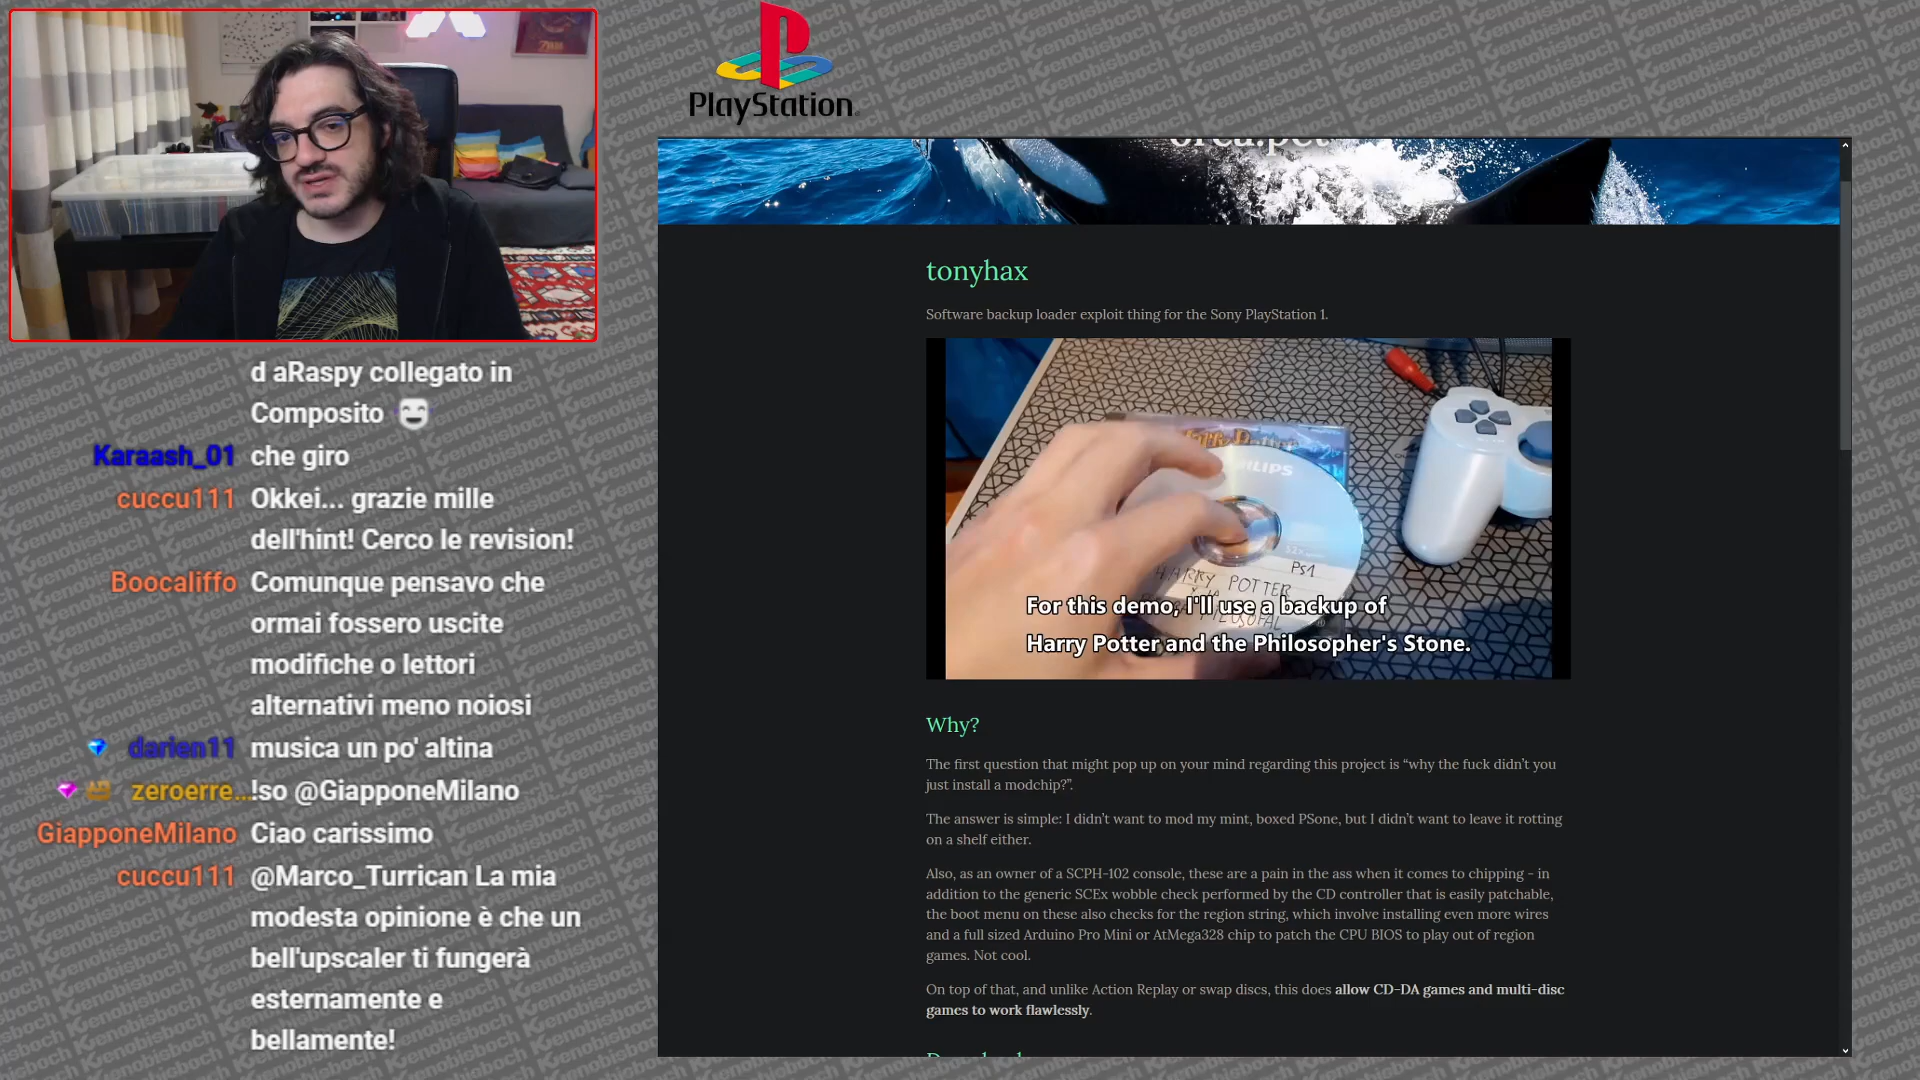 d aRaspy collegato in
Composito
Karaash_01 che giro
cuccu111 Okkei... grazie mille
dell'hint! Cerco le revision!
Boocaliffo Comunque pensavo che
ormai fossero uscite
modifiche o lettori
alternativi meno noiosi
darien11 musica un po' altina
zeroerre... !so @GiapponeMilano
GiapponeMilano Ciao carissimo
cuccu111 @Marco_Turrican La mia
modesta opinione è che un
bell'upscaler ti fungerà
esternamente e
bellamente!
PlayStation
orca.pet
tonyhax
Software backup loader exploit thing for the Sony PlayStation 1.
PHILIPS
Ps1
HARRY POTTER
For this demo, I'll use a backup of
Harry Potter and the Philosopher's Stone.
Why?
The first question that might pop up on your mind regarding this project is “why the fuck didn’t you
just install a modchip?”.
The answer is simple: I didn’t want to mod my mint, boxed PSone, but I didn’t want to leave it rotting
on a shelf either.
Also, as an owner of a SCPH-102 console, these are a pain in the ass when it comes to chipping - in
addition to the generic SCEx wobble check performed by the CD controller that is easily patchable,
the boot menu on these also checks for the region string, which involve installing even more wires
and a full sized Arduino Pro Mini or AtMega328 chip to patch the CPU BIOS to play out of region
games. Not cool.
On top of that, and unlike Action Replay or swap discs, this does allow CD-DA games and multi-disc
games to work flawlessly.
Kenobisboch